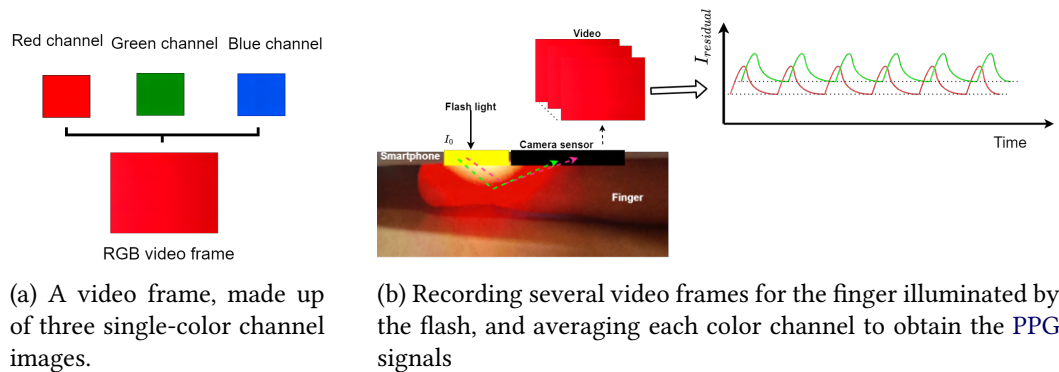 Red channel
Green channel
Blue channel
RGB video frame
(a) A video frame, made up
of three single-color channel
images.
Video
Flash light
I_0
Camera sensor
Smartphone
Finger
I_residual
Time
(b) Recording several video frames for the finger illuminated by
the flash, and averaging each color channel to obtain the PPG
signals